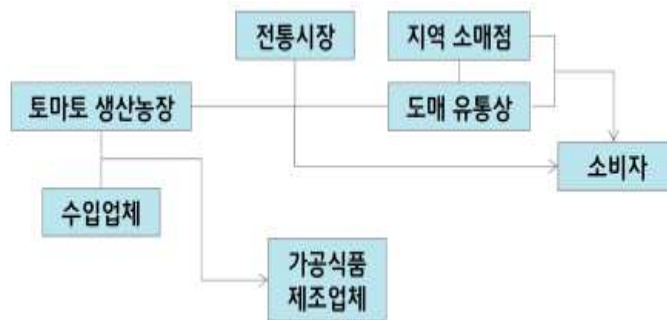 전통시장
지역 소매점
토마토 생산농장
도매 유통상
소비자
수입업체
가공식품
제조업체